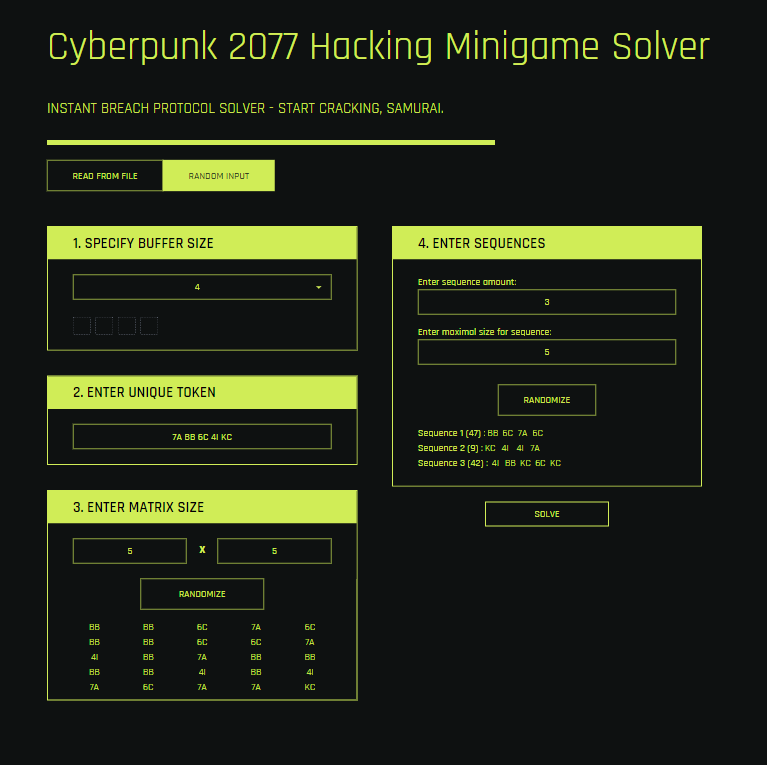 Cyberpunk 2077 Hacking Minigame Solver
INSTANT BREACH PROTOCOL SOLVER - START CRACKING, SAMURAI.
READ FROM FILE
RANDOM INPUT
1. SPECIFY BUFFER SIZE
4
2. ENTER UNIQUE TOKEN
7A BB 6C 4I KC
3. ENTER MATRIX SIZE
5 X 5
RANDOMIZE
BB BB 6C 7A 6C
BB BB 6C 6C 7A
4I BB 7A BB BB
BB BB 4I BB 4I
7A 6C 7A 7A KC
4. ENTER SEQUENCES
Enter sequence amount:
3
Enter maximal size for sequence:
5
RANDOMIZE
Sequence 1 (47) : BB 6C 7A 6C
Sequence 2 (9) : KC 4I 4I 7A
Sequence 3 (42) : 4I BB KC 6C KC
SOLVE